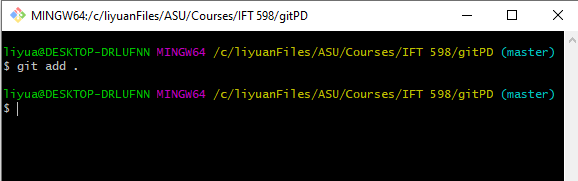 MINGW64:/c/liyuanFiles/ASU/Courses/IFT 598/gitPD
liyua@DESKTOP-DRLUFNN MINGW64 /c/liyuanFiles/ASU/Courses/IFT 598/gitPD (master)
$ git add .
liyua@DESKTOP-DRLUFNN MINGW64 /c/liyuanFiles/ASU/Courses/IFT 598/gitPD (master)
$